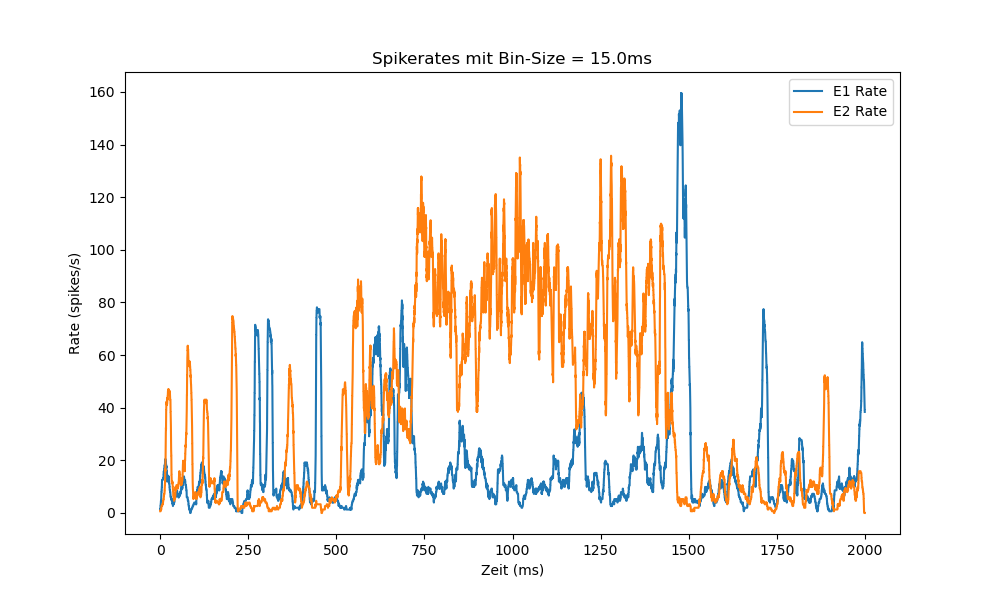 Spikerates mit Bin-Size = 15.0ms
E1 Rate
E2 Rate
160
140
120
100
80
60
40
20
0
Rate (spikes/s)
0 250 500 750 1000 1250 1500 1750 2000
Zeit (ms)